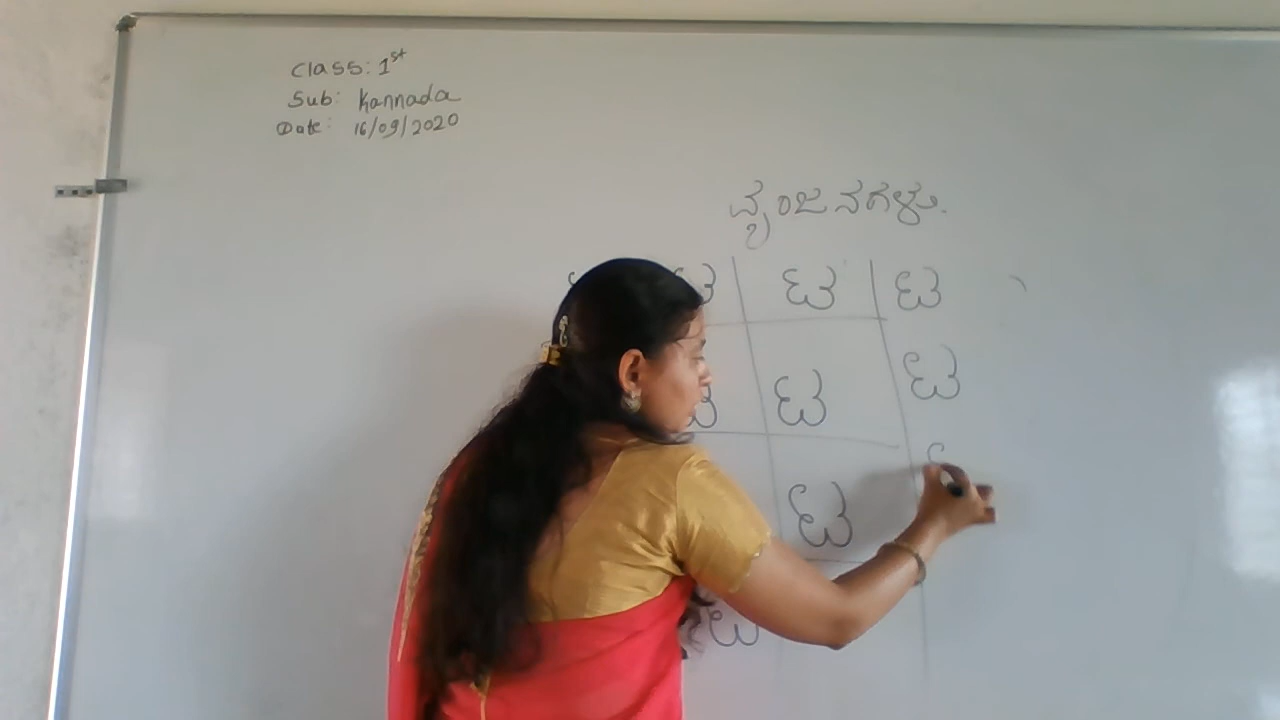 Class: 1st
Sub: Kannada
Date: 16/09/2020
ವ್ಯಂಜನಗಳು.
ಟ ಟ ಟ
ಟ ಟ ಟ
ಟ
ಟ